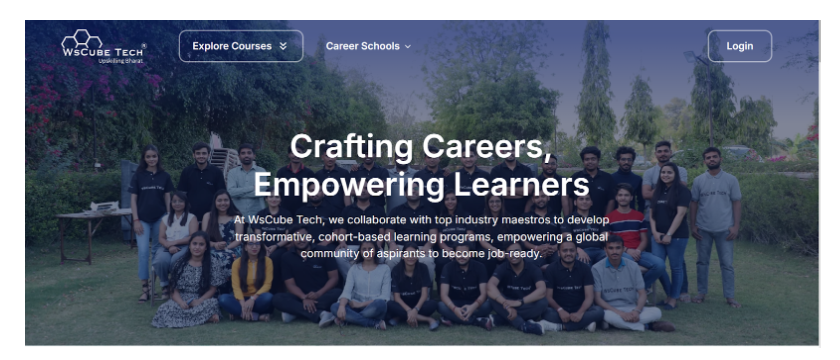 WsCube Tech®
Upskilling Bharat
Explore Courses
Career Schools
Login
Crafting Careers,
Empowering Learners
At WsCube Tech, we collaborate with top industry maestros to develop
transformative, cohort-based learning programs, empowering a global
community of aspirants to become job-ready.